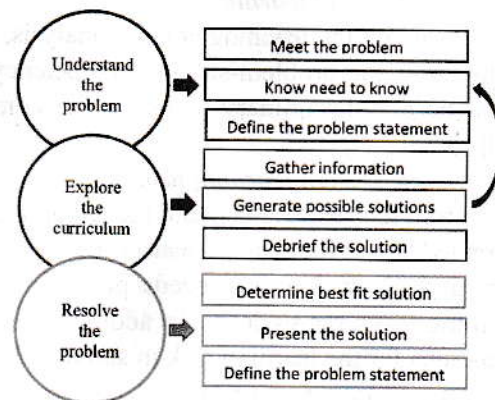 Understand
the
problem
Meet the problem
Know need to know
Define the problem statement
Explore
the
curriculum
Gather information
Generate possible solutions
Debrief the solution
Resolve
the
problem
Determine best fit solution
Present the solution
Define the problem statement